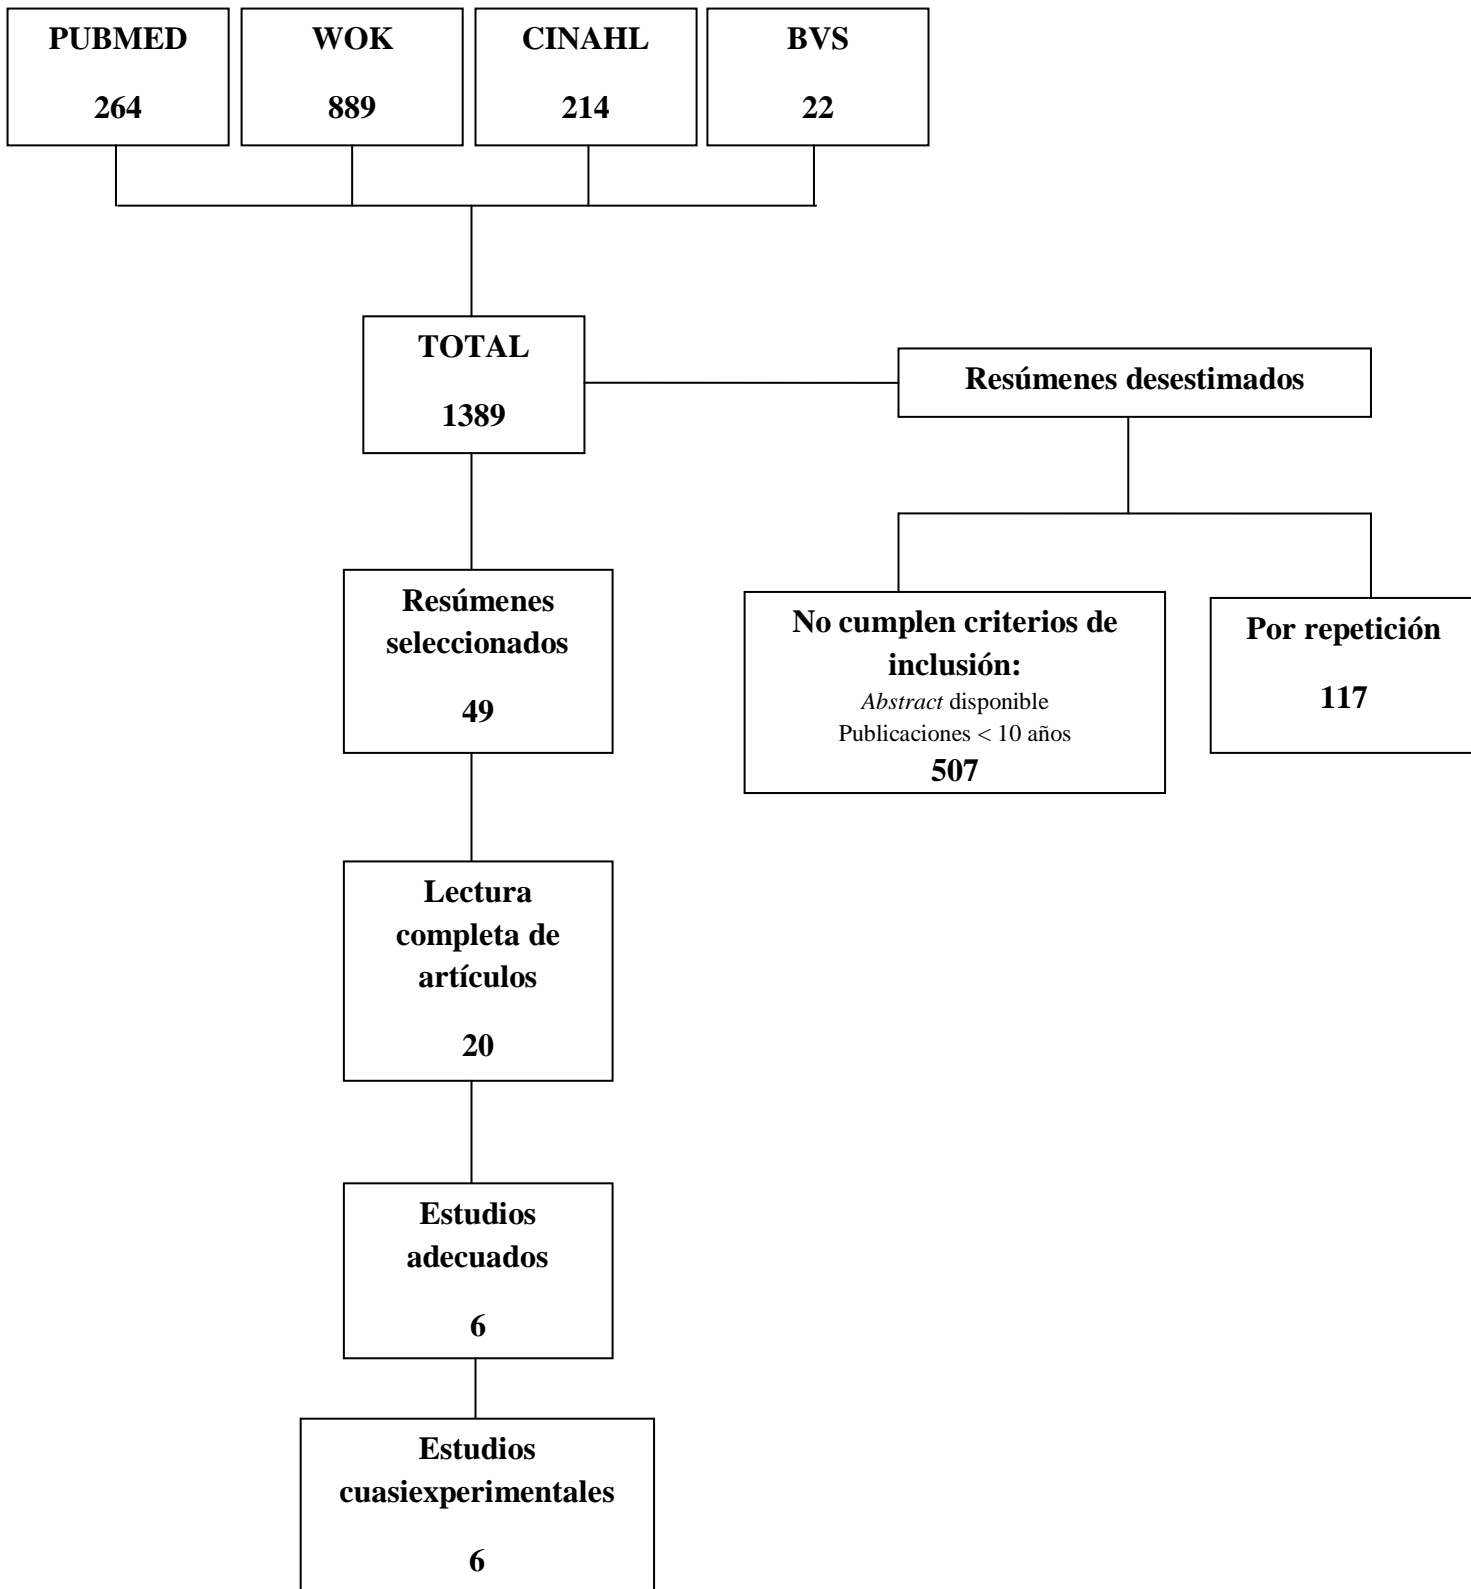 PUBMED
264
WOK
889
CINAHL
214
BVS
22
TOTAL
1389
Resúmenes desestimados
Resúmenes
seleccionados
49
No cumplen criterios de
inclusión:
Abstract disponible
Publicaciones < 10 años
507
Por repetición
117
Lectura
completa de
artículos
20
Estudios
adecuados
6
Estudios
cuasiexperimentales
6